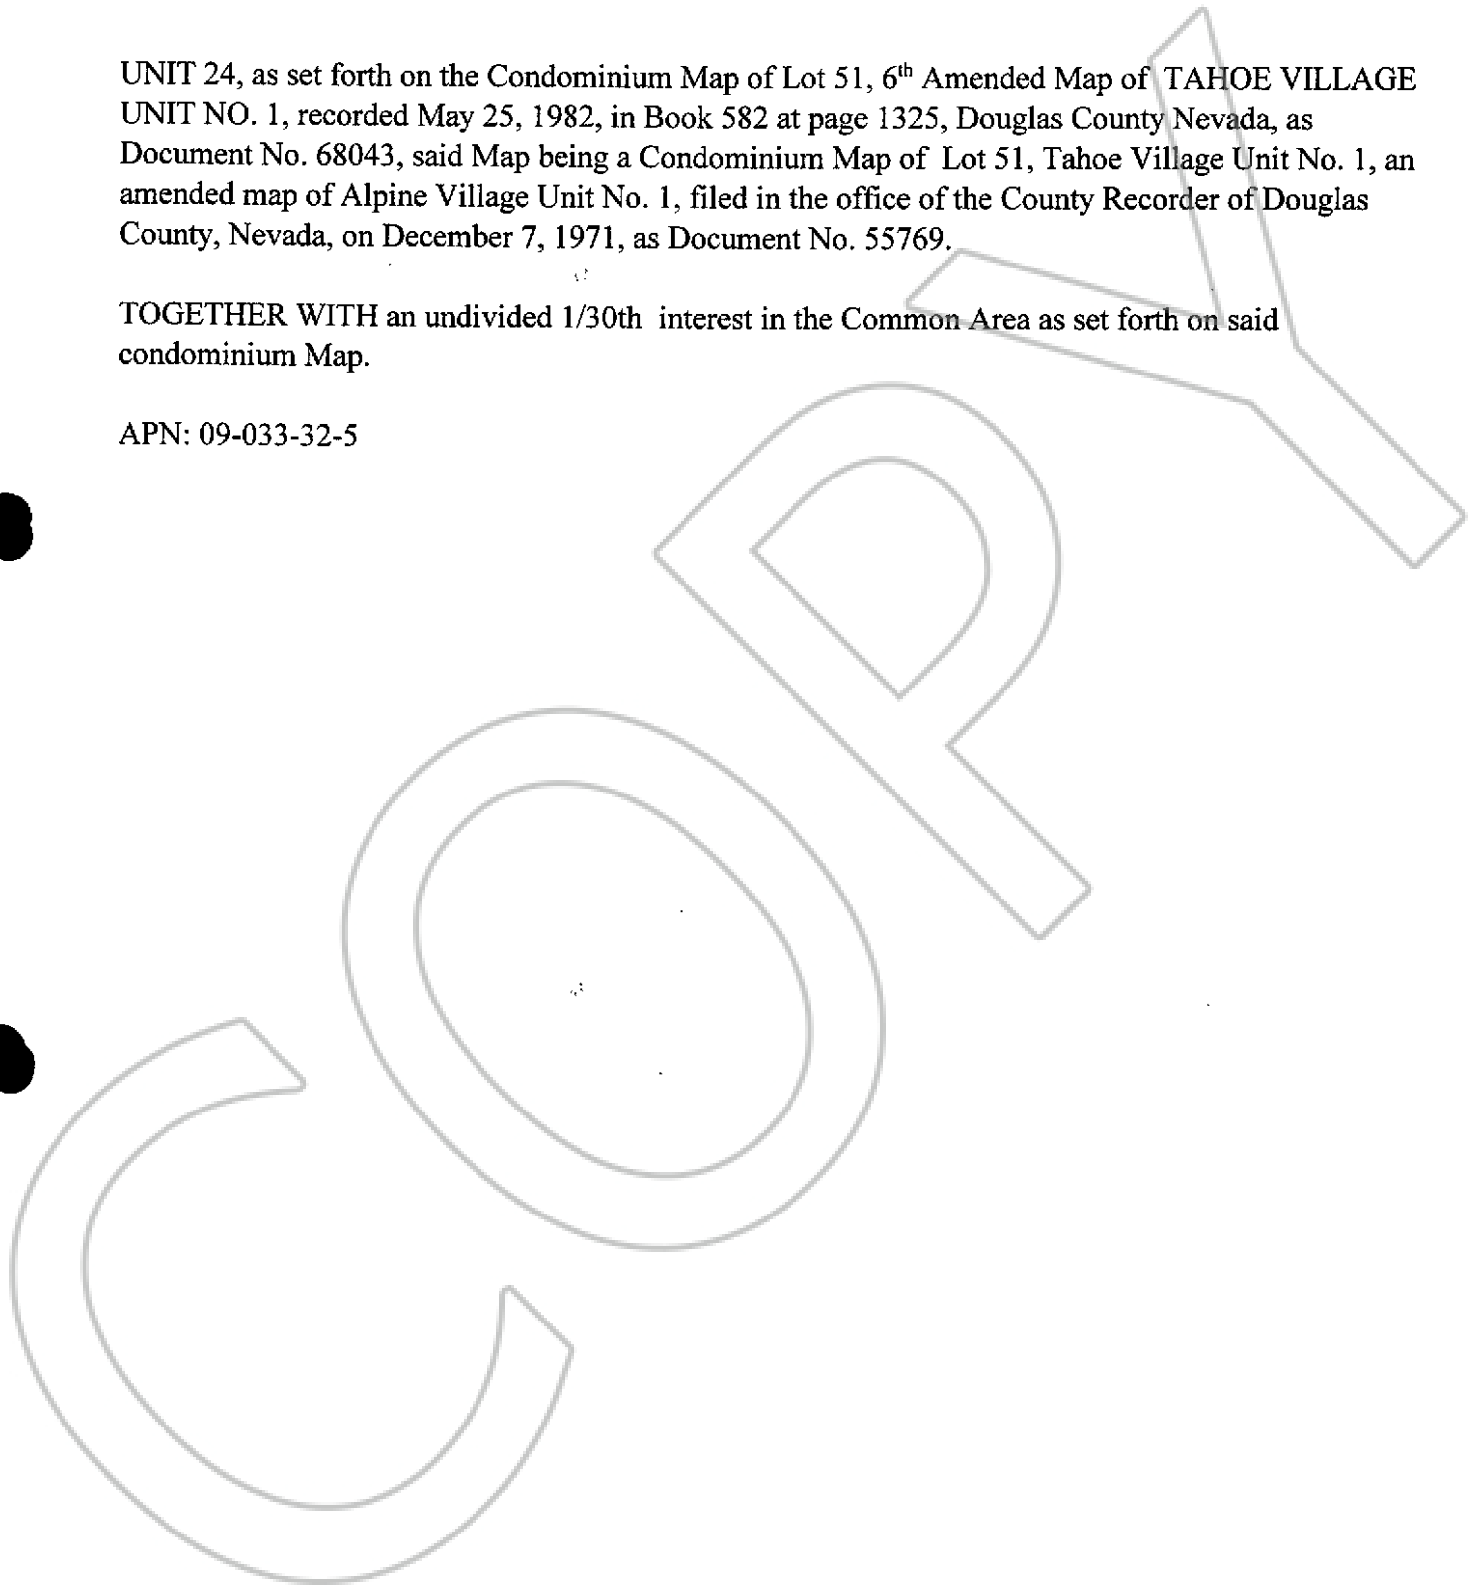 UNIT 24, as set forth on the Condominium Map of Lot 51, 6th Amended Map of TAHOE VILLAGE
UNIT NO. 1, recorded May 25, 1982, in Book 582 at page 1325, Douglas County Nevada, as
Document No. 68043, said Map being a Condominium Map of Lot 51, Tahoe Village Unit No. 1, an
amended map of Alpine Village Unit No. 1, filed in the office of the County Recorder of Douglas
County, Nevada, on December 7, 1971, as Document No. 55769.
TOGETHER WITH an undivided 1/30th interest in the Common Area as set forth on said
condominium Map.
APN: 09-033-32-5
COPY